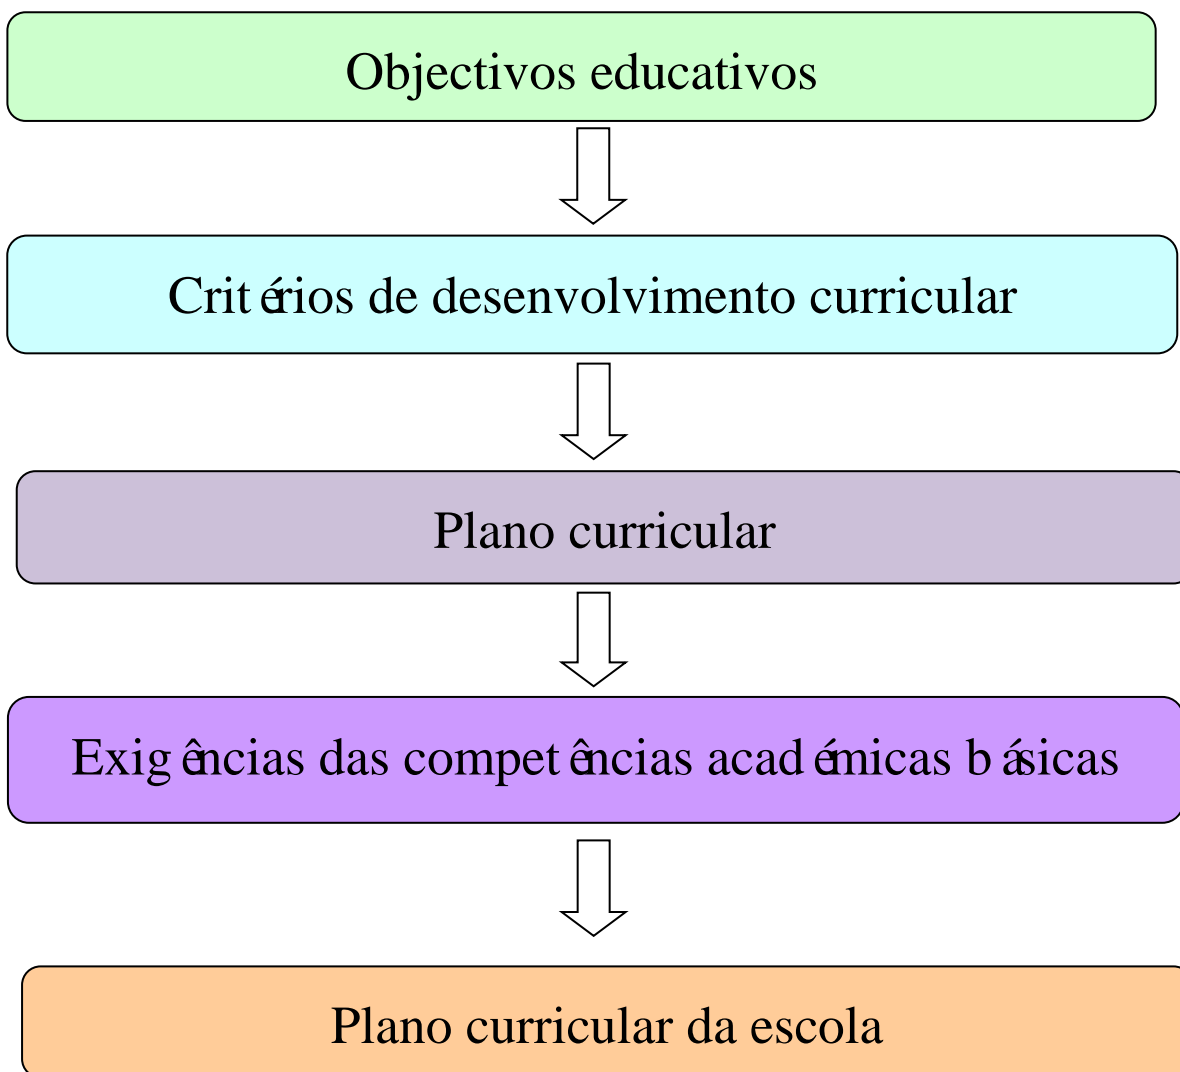 Objectivos educativos
Critérios de desenvolvimento curricular
Plano curricular
Exigências das competências académicas básicas
Plano curricular da escola